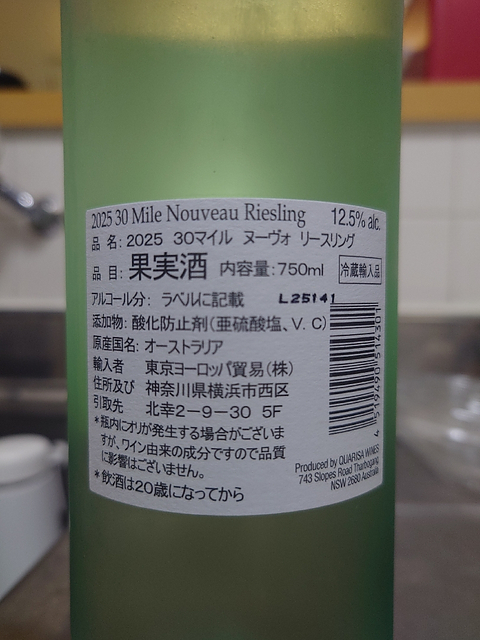 2025 30 Mile Nouveau Riesling 12.5% alc.
品 名: 2025 30マイル ヌーヴォ リースリング
品 目: 果実酒 内容量:750ml 冷蔵輸入品
アルコール分: ラベルに記載 L25141
添加物: 酸化防止剤(亜硫酸塩、V. C)
原産国名: オーストラリア
輸入者 東京ヨーロッパ貿易(株)
住所及び 神奈川県横浜市西区
引取先 北幸2-9-30 5F
*瓶内にオリが発生する場合がございま
すが、ワイン由来の成分ですので品質
に影響はございません。
*飲酒は20歳になってから
4 519490 514301
Produced by QUARISA WINES
743 Slopes Road Tharbogang
NSW 2680 Australia